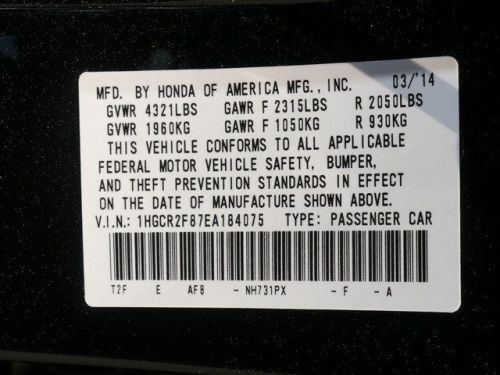 MFD. BY HONDA OF AMERICA MFG., INC. 03/'14
GVWR 4321LBS GAWR F 2315LBS R 2050LBS
GVWR 1960KG GAWR F 1050KG R 930KG
THIS VEHICLE CONFORMS TO ALL APPLICABLE
FEDERAL MOTOR VEHICLE SAFETY, BUMPER,
AND THEFT PREVENTION STANDARDS IN EFFECT
ON THE DATE OF MANUFACTURE SHOWN ABOVE.
V.I.N.: 1HGCR2F87EA184075 TYPE: PASSENGER CAR
T2F E AF8 - NH731PX - F - A